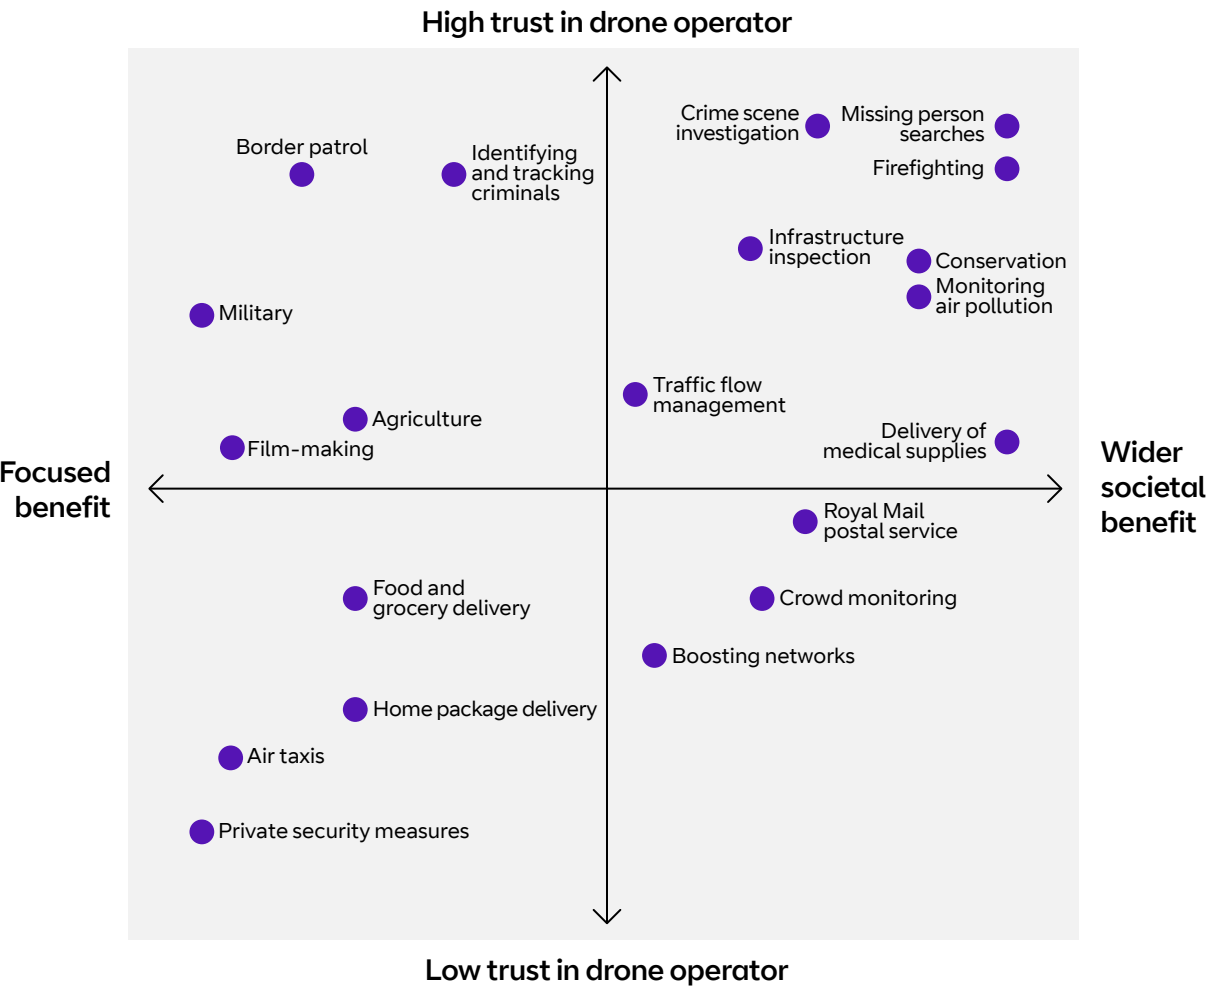 High trust in drone operator
Crime scene
investigation
Missing person
searches
Border patrol
Identifying
and tracking
criminals
Firefighting
Infrastructure
inspection
Conservation
Monitoring
air pollution
Military
Traffic flow
management
Agriculture
Film-making
Delivery of
medical supplies
Focused
benefit
Wider
societal
benefit
Royal Mail
postal service
Food and
grocery delivery
Crowd monitoring
Boosting networks
Home package delivery
Air taxis
Private security measures
Low trust in drone operator